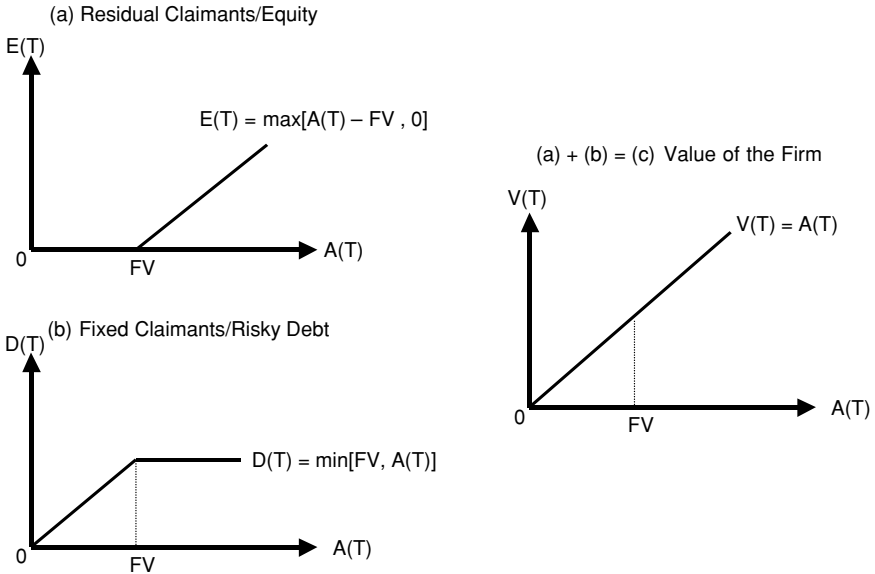 (a) Residual Claimants/Equity
E(T)
E(T) = max[A(T) – FV , 0]
0
FV
A(T)
(b) Fixed Claimants/Risky Debt
D(T)
D(T) = min[FV, A(T)]
0
FV
A(T)
(a) + (b) = (c) Value of the Firm
V(T)
V(T) = A(T)
0
FV
A(T)